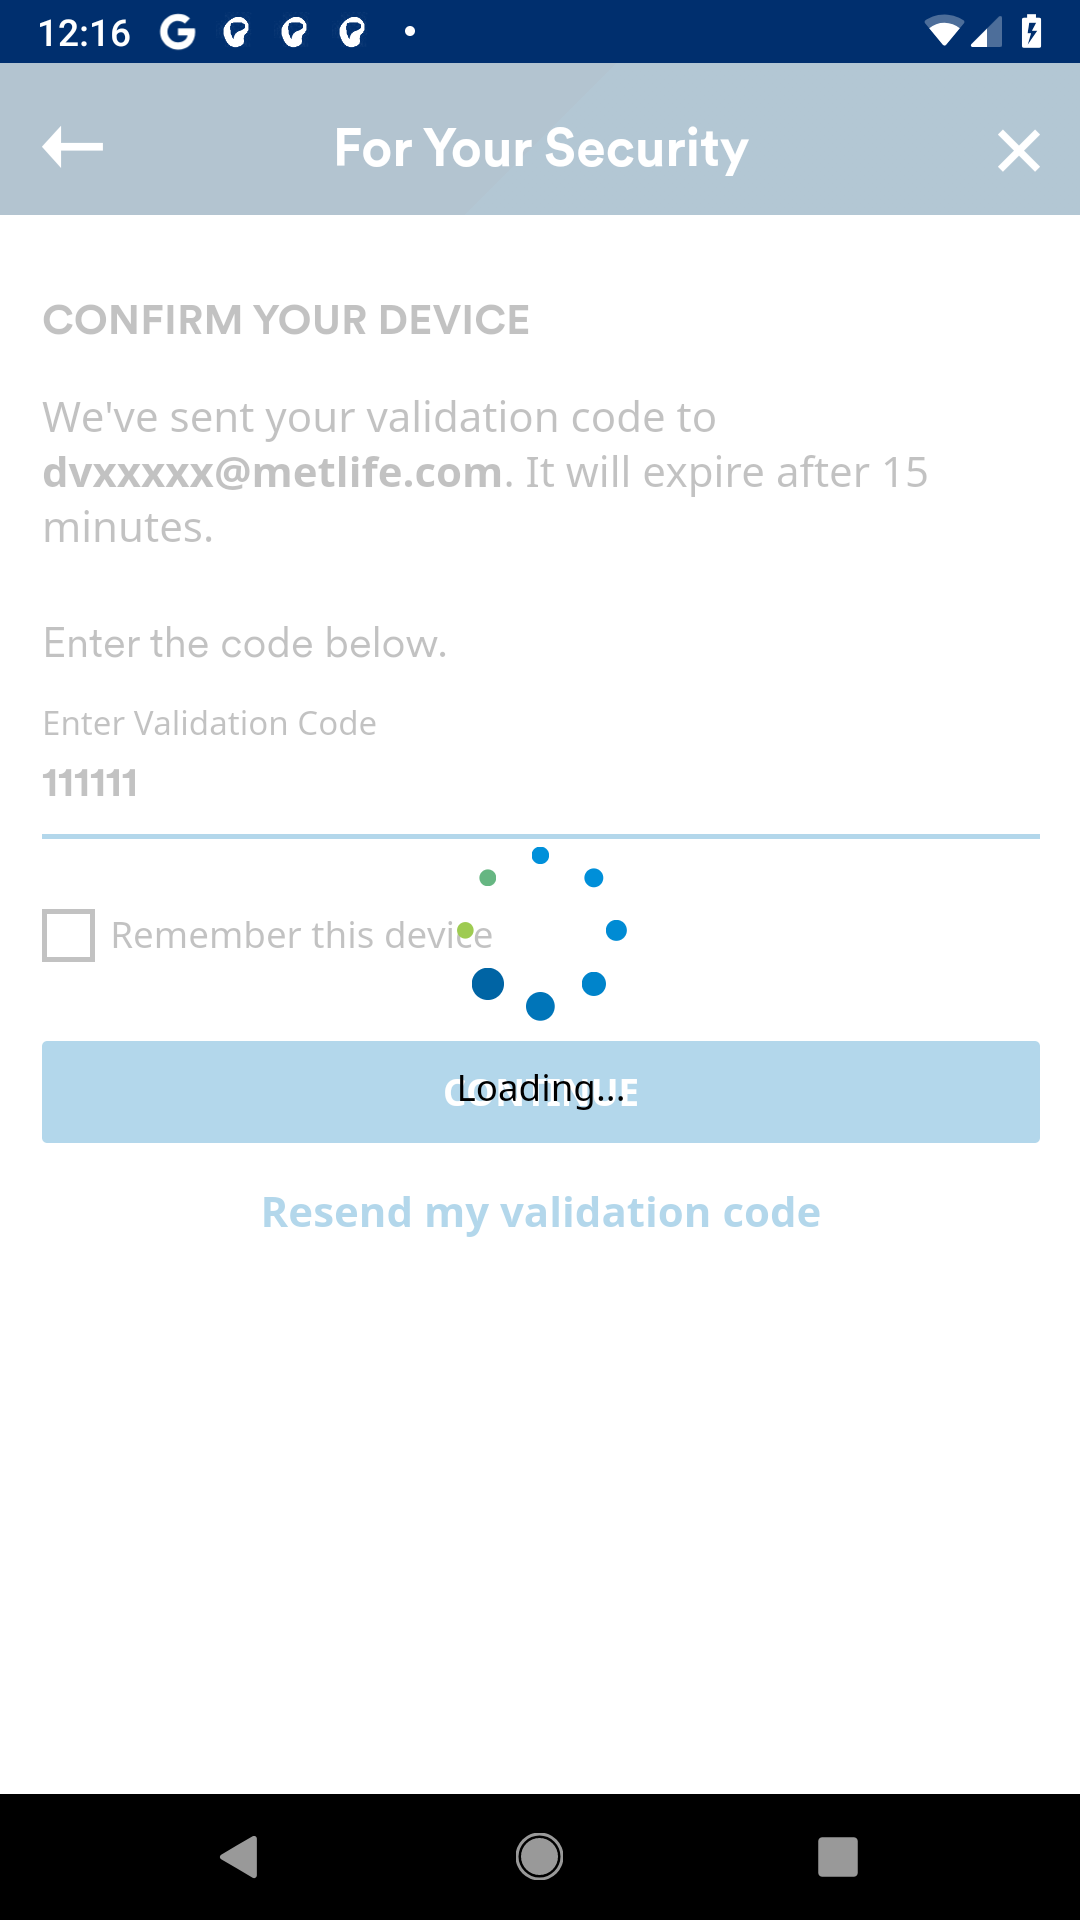 12:16
For Your Security
CONFIRM YOUR DEVICE
We've sent your validation code to
dvxxxxx@metlife.com. It will expire after 15
minutes.
Enter the code below.
Enter Validation Code
111111
Remember this device
CONTINUE
Loading...
Resend my validation code